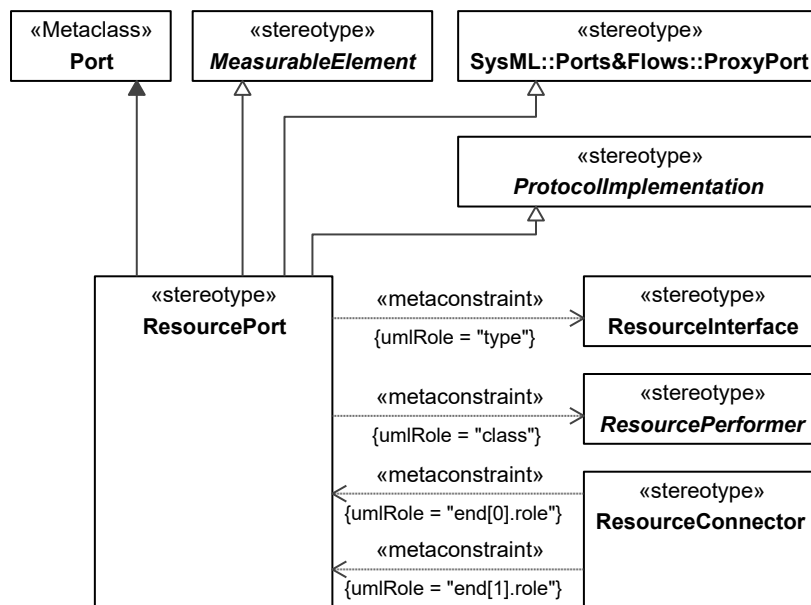 «Metaclass»
Port
«stereotype»
MeasurableElement
«stereotype»
SysML::Ports&Flows::ProxyPort
«stereotype»
ProtocolImplementation
«stereotype»
ResourcePort
«metaconstraint»
{umlRole = "type"}
«stereotype»
ResourceInterface
«metaconstraint»
{umlRole = "class"}
«stereotype»
ResourcePerformer
«metaconstraint»
{umlRole = "end[0].role"}
«metaconstraint»
{umlRole = "end[1].role"}
«stereotype»
ResourceConnector